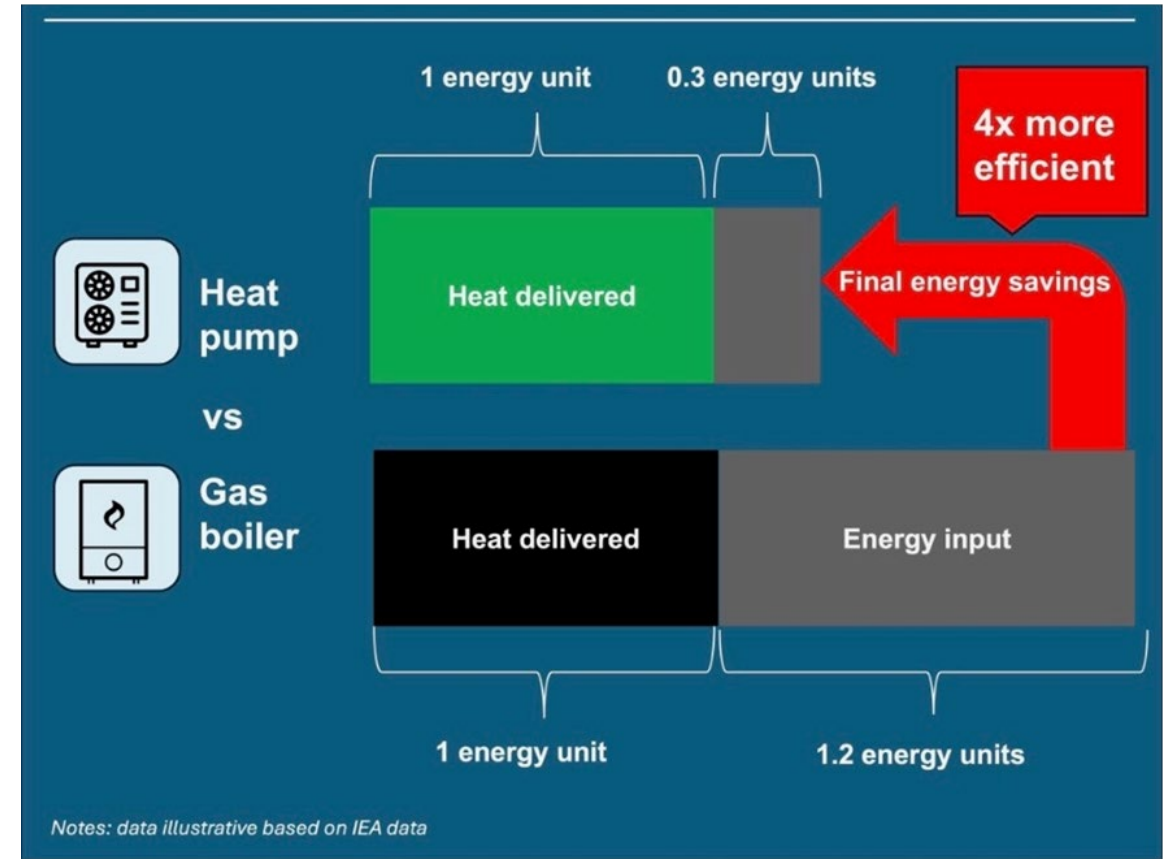 1 energy unit
0.3 energy units
4x more
efficient
Heat
pump
Heat delivered
Final energy savings
vs
Gas
boiler
Heat delivered
Energy input
1 energy unit
1.2 energy units
Notes: data illustrative based on IEA data